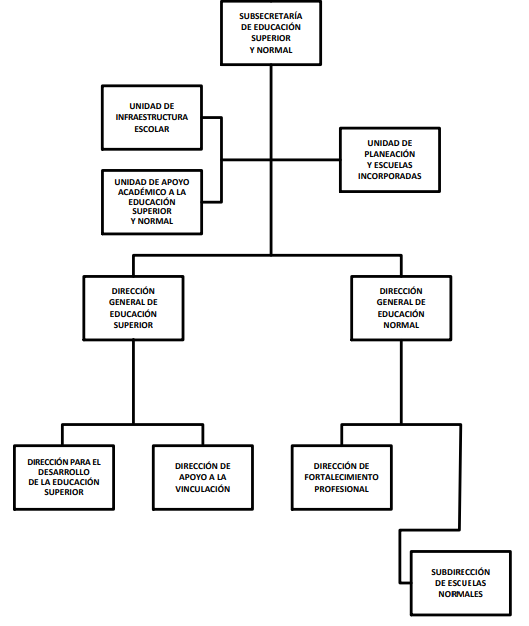 SUBSECRETARÍA
DE EDUCACIÓN
SUPERIOR
Y NORMAL
UNIDAD DE
INFRAESTRUCTURA
ESCOLAR
UNIDAD DE
PLANEACIÓN
Y ESCUELAS
INCORPORADAS
UNIDAD DE APOYO
ACADÉMICO A LA
EDUCACIÓN
SUPERIOR
Y NORMAL
DIRECCIÓN
GENERAL DE
EDUCACIÓN
SUPERIOR
DIRECCIÓN
GENERAL DE
EDUCACIÓN
NORMAL
DIRECCIÓN PARA EL
DESARROLLO
DE LA EDUCACIÓN
SUPERIOR
DIRECCIÓN DE
APOYO A LA
VINCULACIÓN
DIRECCIÓN DE
FORTALECIMIENTO
PROFESIONAL
SUBDIRECCIÓN
DE ESCUELAS
NORMALES